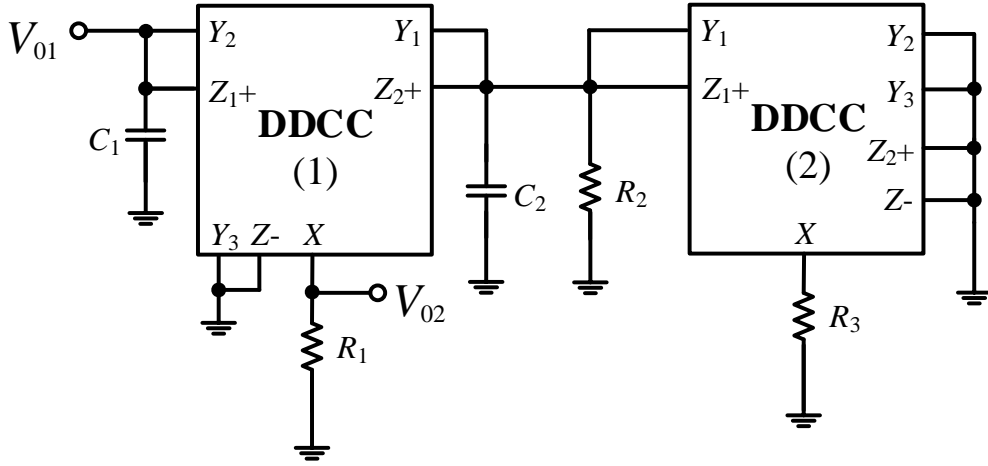 V01
Y2
Y1
Z1+
Z2+
DDCC
(1)
C1
Y3
Z-
X
V02
R1
C2
R2
Y1
Y2
Z1+
Y3
DDCC
(2)
Z2+
Z-
X
R3